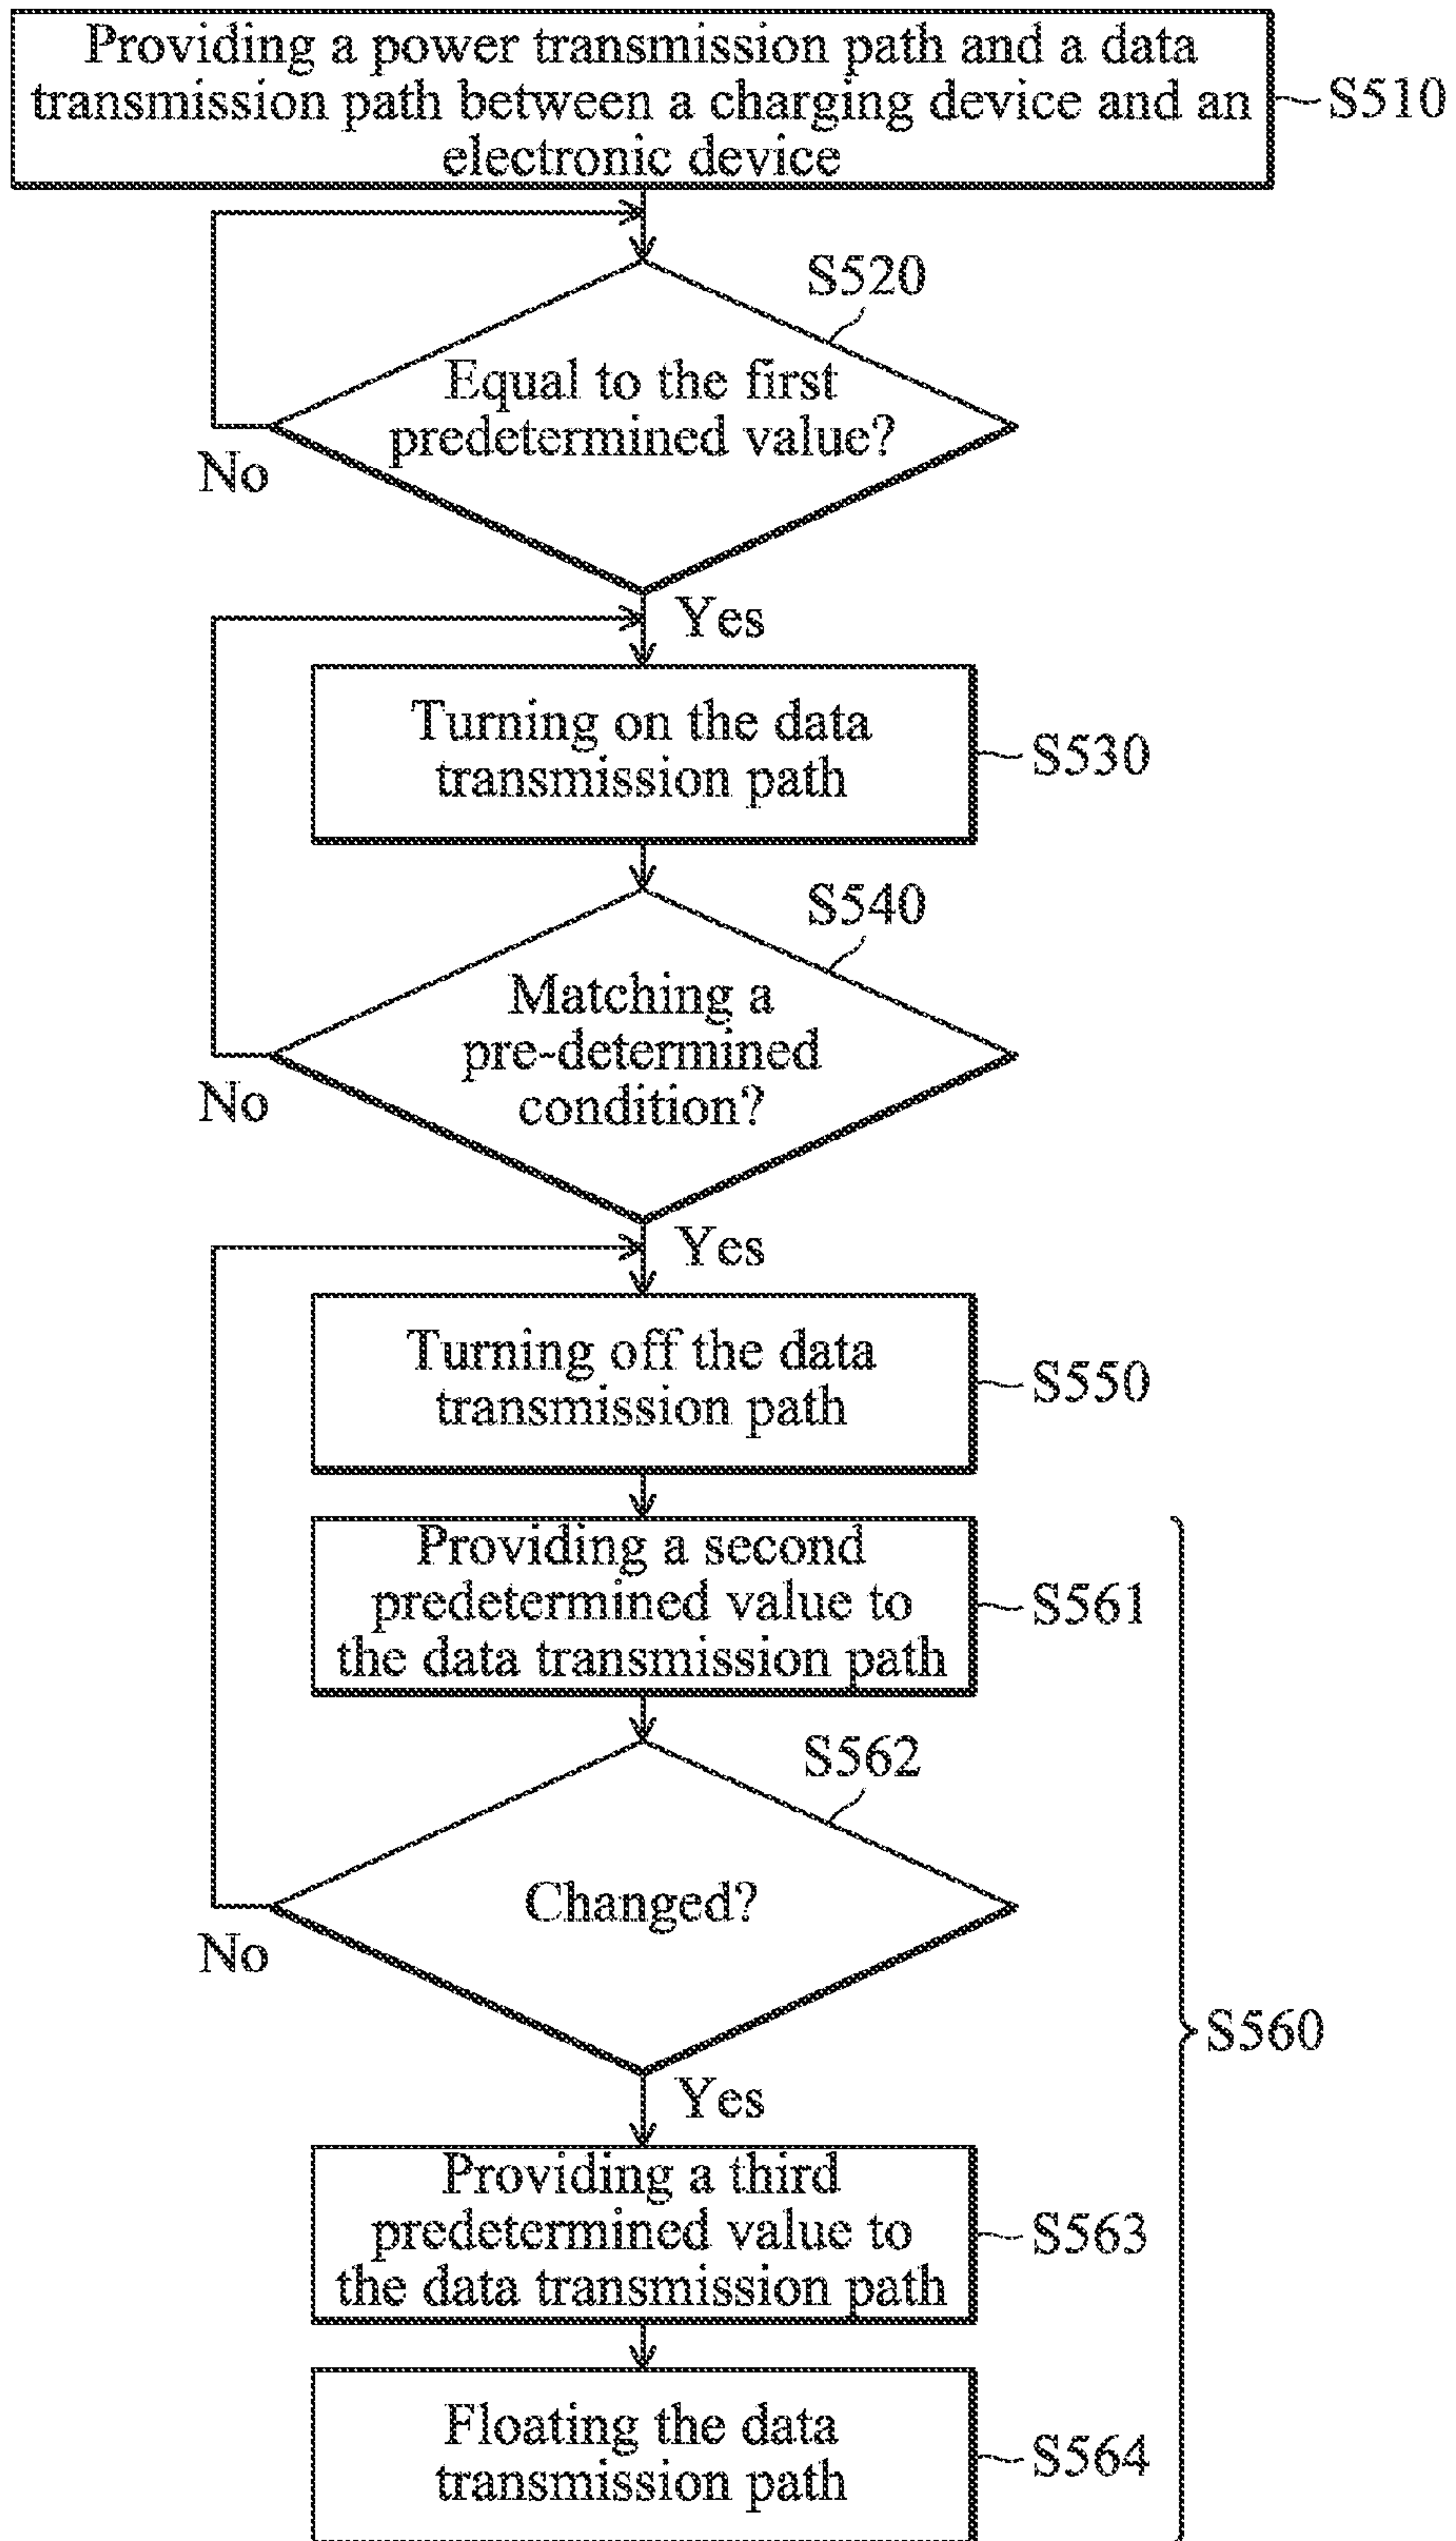 Providing a power transmission path and a data
transmission path between a charging device and an
electronic device
S510
S520
Equal to the first
predetermined value?
No
Yes
Turning on the data
transmission path
S530
S540
Matching a
pre-determined
condition?
No
Yes
Turning off the data
transmission path
S550
Providing a second
predetermined value to
the data transmission path
S561
S562
Changed?
No
S560
Yes
Providing a third
predetermined value to
the data transmission path
S563
Floating the data
transmission path
S564